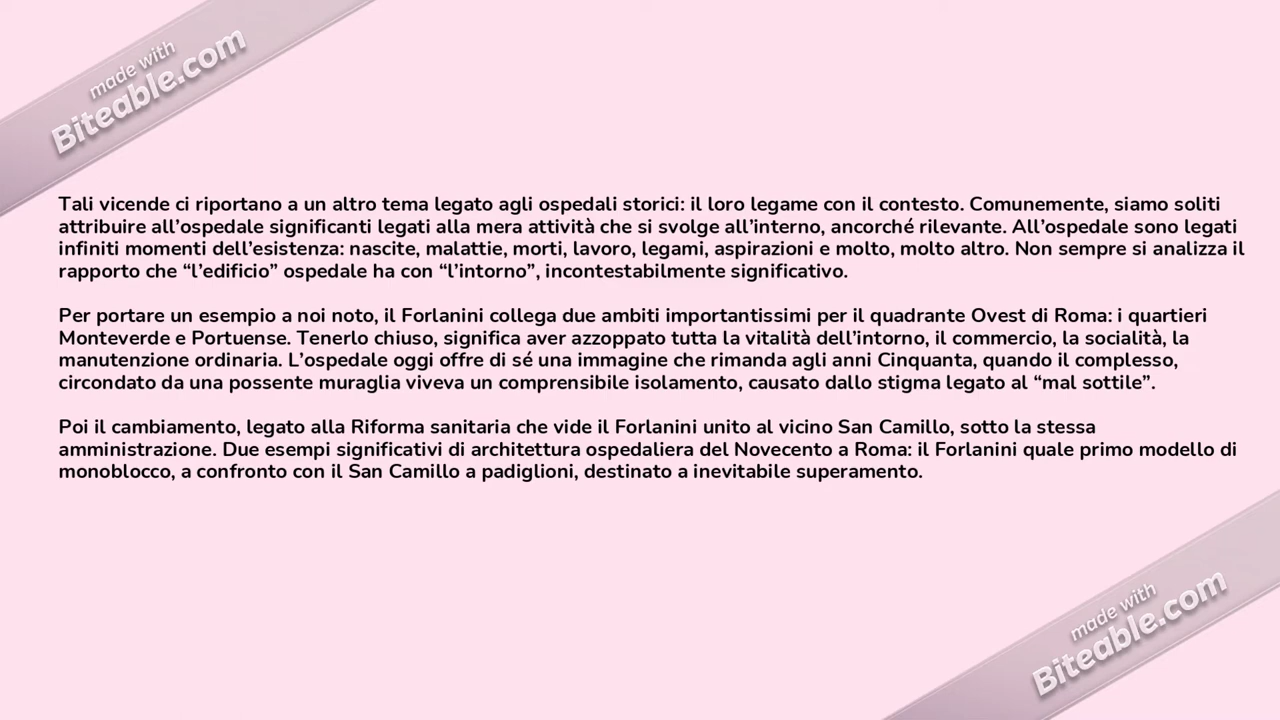 made with
Biteable.com
Tali vicende ci riportano a un altro tema legato agli ospedali storici: il loro legame con il contesto. Comunemente, siamo soliti
attribuire all’ospedale significanti legati alla mera attività che si svolge all’interno, ancorché rilevante. All’ospedale sono legati
infiniti momenti dell’esistenza: nascite, malattie, morti, lavoro, legami, aspirazioni e molto, molto altro. Non sempre si analizza il
rapporto che “l’edificio” ospedale ha con “l’intorno”, incontestabilmente significativo.
Per portare un esempio a noi noto, il Forlanini collega due ambiti importantissimi per il quadrante Ovest di Roma: i quartieri
Monteverde e Portuense. Tenerlo chiuso, significa aver azzoppato tutta la vitalità dell’intorno, il commercio, la socialità, la
manutenzione ordinaria. L’ospedale oggi offre di sé una immagine che rimanda agli anni Cinquanta, quando il complesso,
circondato da una possente muraglia viveva un comprensibile isolamento, causato dallo stigma legato al “mal sottile”.
Poi il cambiamento, legato alla Riforma sanitaria che vide il Forlanini unito al vicino San Camillo, sotto la stessa
amministrazione. Due esempi significativi di architettura ospedaliera del Novecento a Roma: il Forlanini quale primo modello di
monoblocco, a confronto con il San Camillo a padiglioni, destinato a inevitabile superamento.
made with
Biteable.com